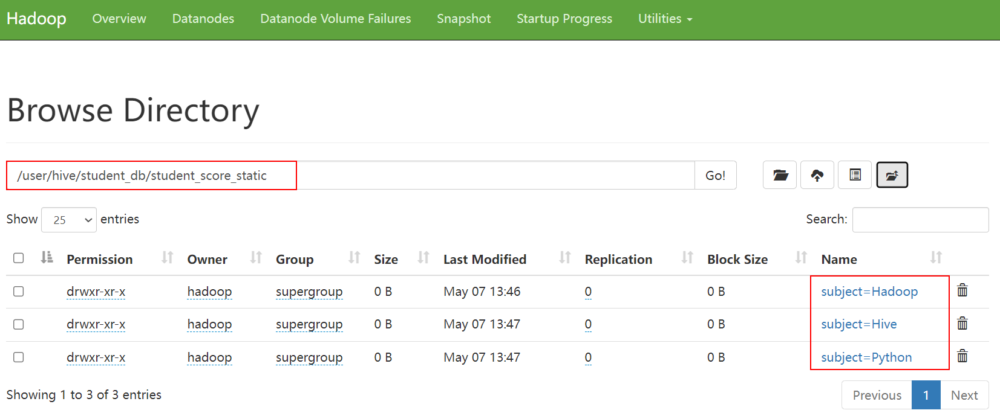 Hadoop Overview Datanodes Datanode Volume Failures Snapshot Startup Progress Utilities
Browse Directory
/user/hive/student_db/student_score_static Go!
Show 25 entries Search:
Permission Owner Group Size Last Modified Replication Block Size Name
drwxr-xr-x hadoop supergroup 0 B May 07 13:46 0 0 B subject=Hadoop
drwxr-xr-x hadoop supergroup 0 B May 07 13:47 0 0 B subject=Hive
drwxr-xr-x hadoop supergroup 0 B May 07 13:47 0 0 B subject=Python
Showing 1 to 3 of 3 entries Previous 1 Next